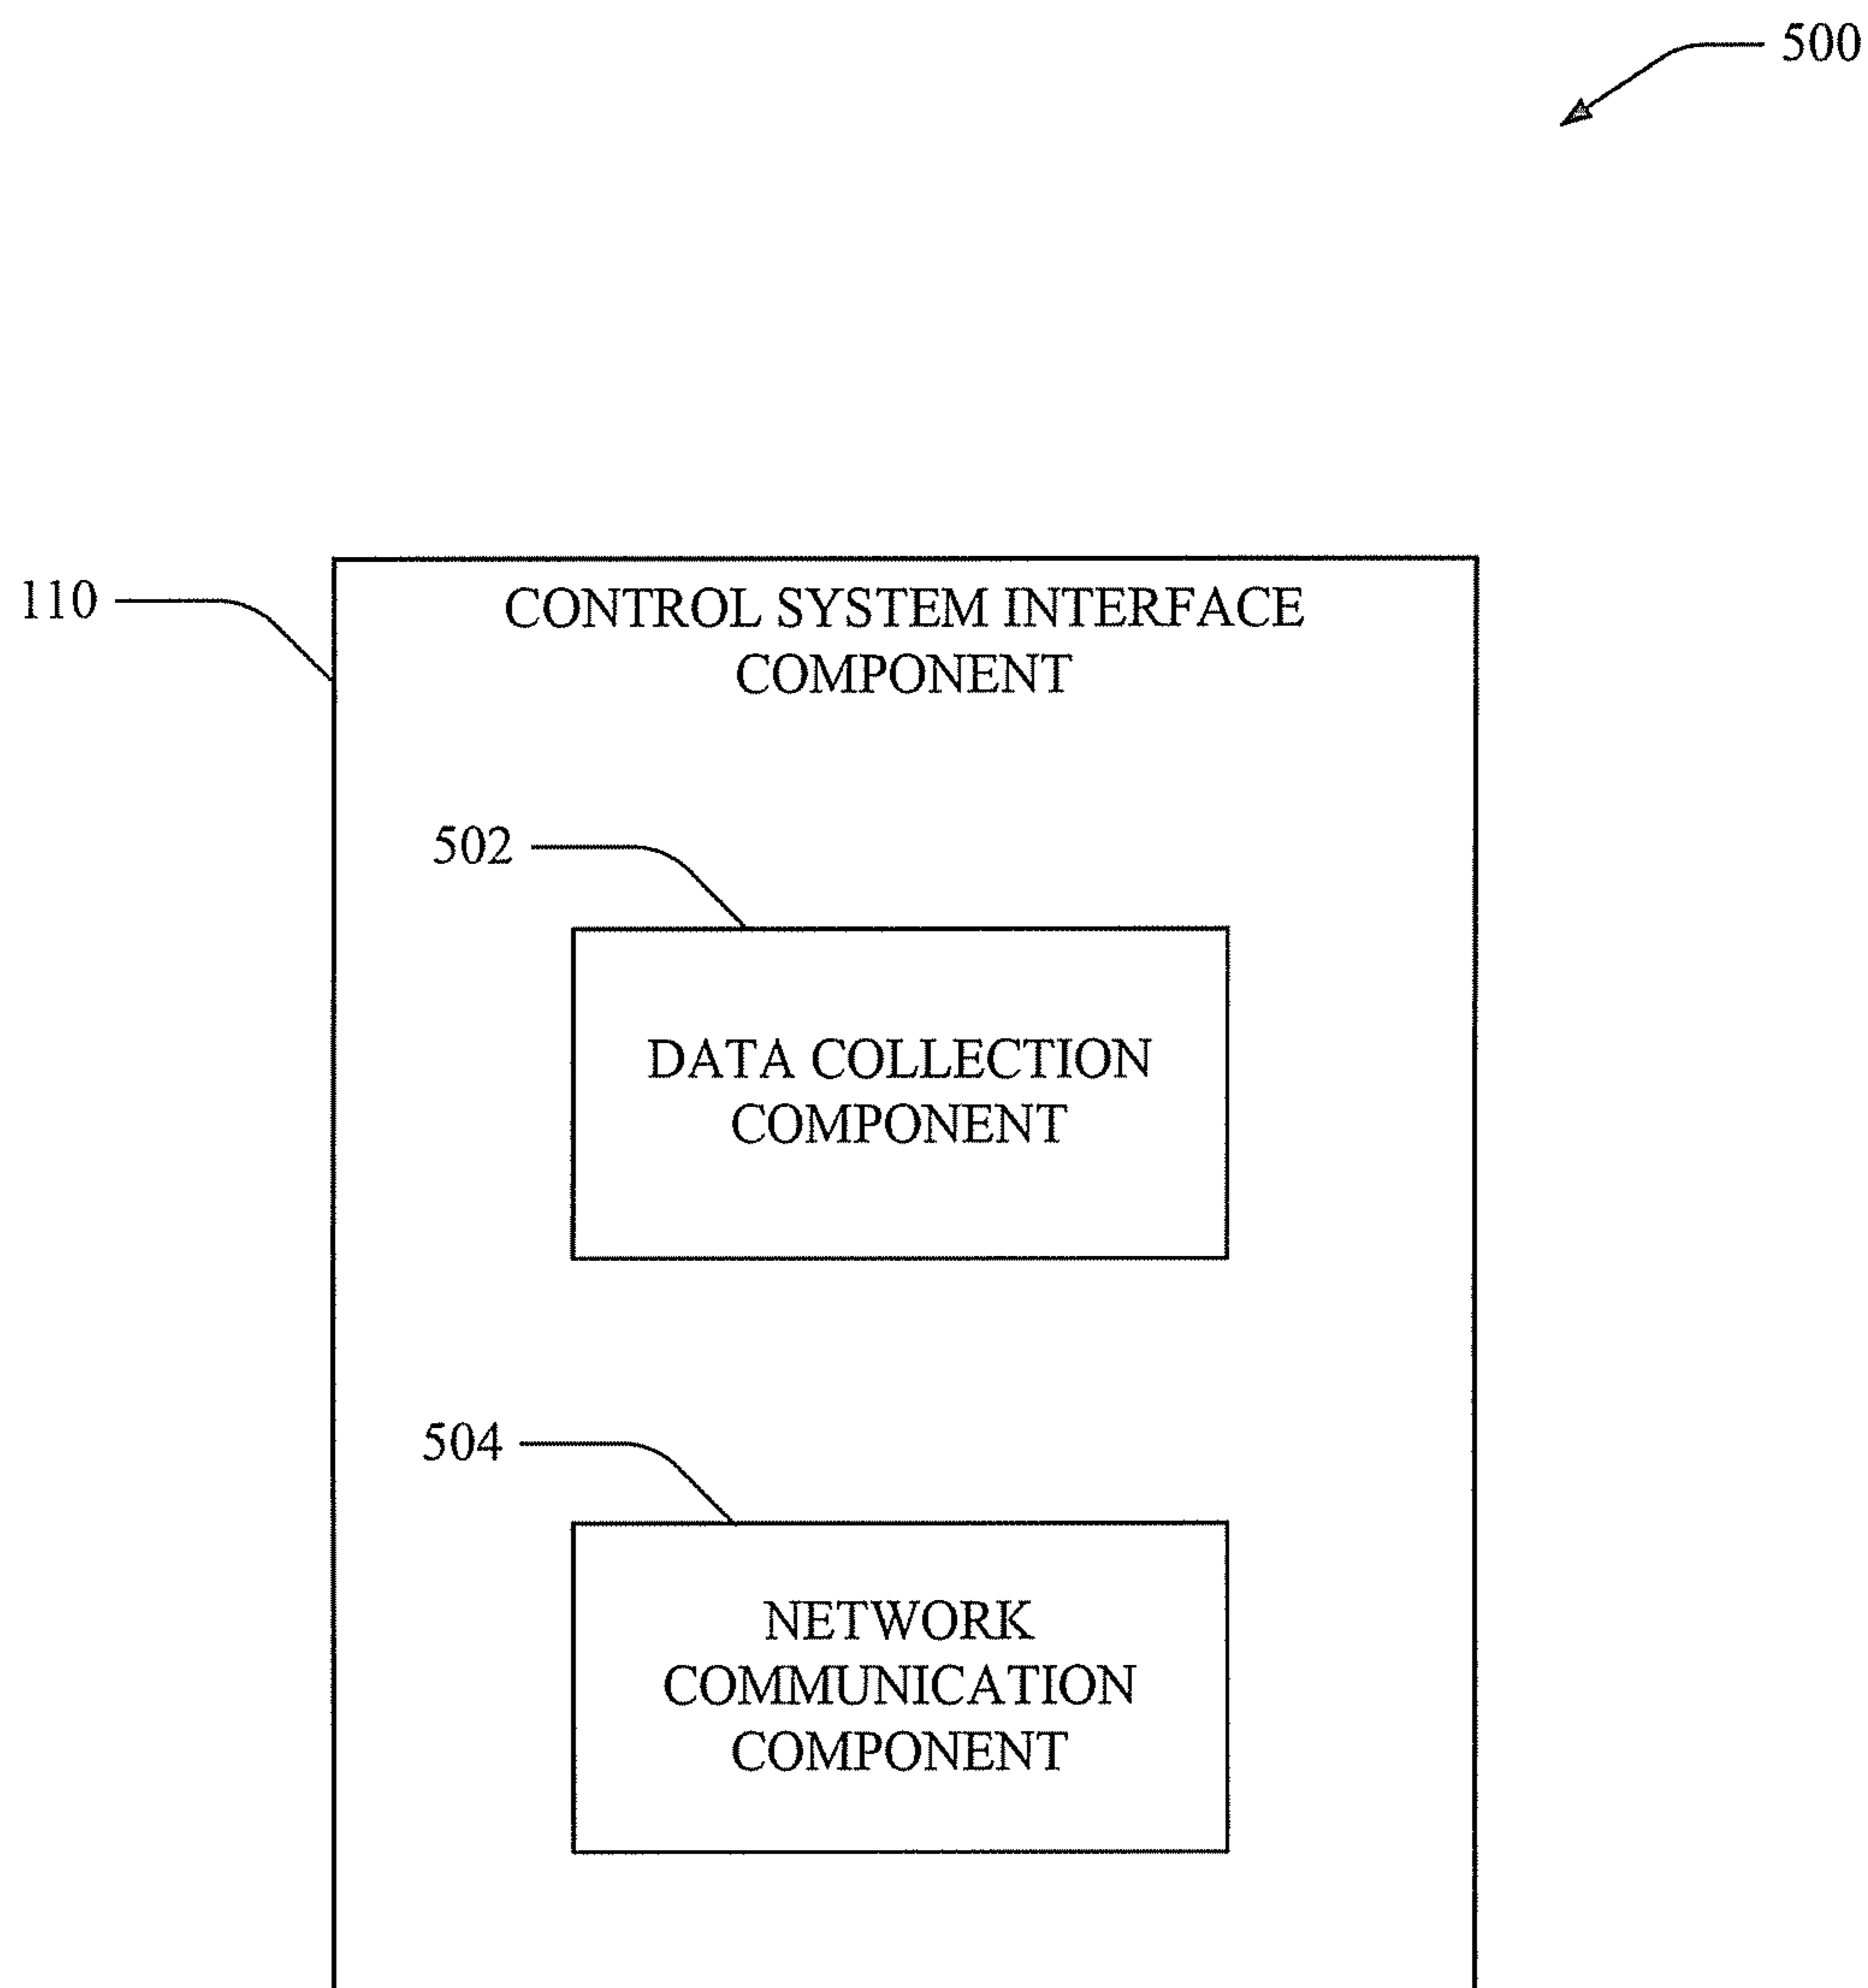 500
110
CONTROL SYSTEM INTERFACE
COMPONENT
502
DATA COLLECTION
COMPONENT
504
NETWORK
COMMUNICATION
COMPONENT